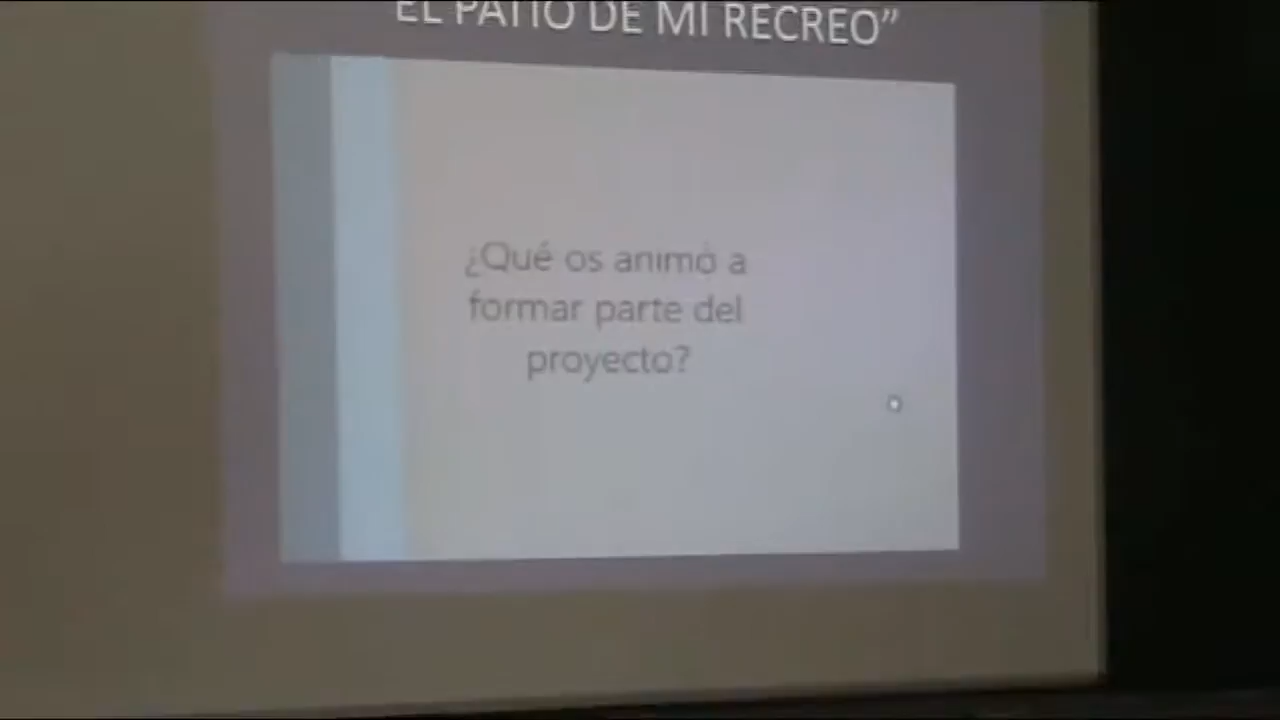 EL PATIO DE MI RECREO”
¿Qué os animó a
formar parte del
proyecto?